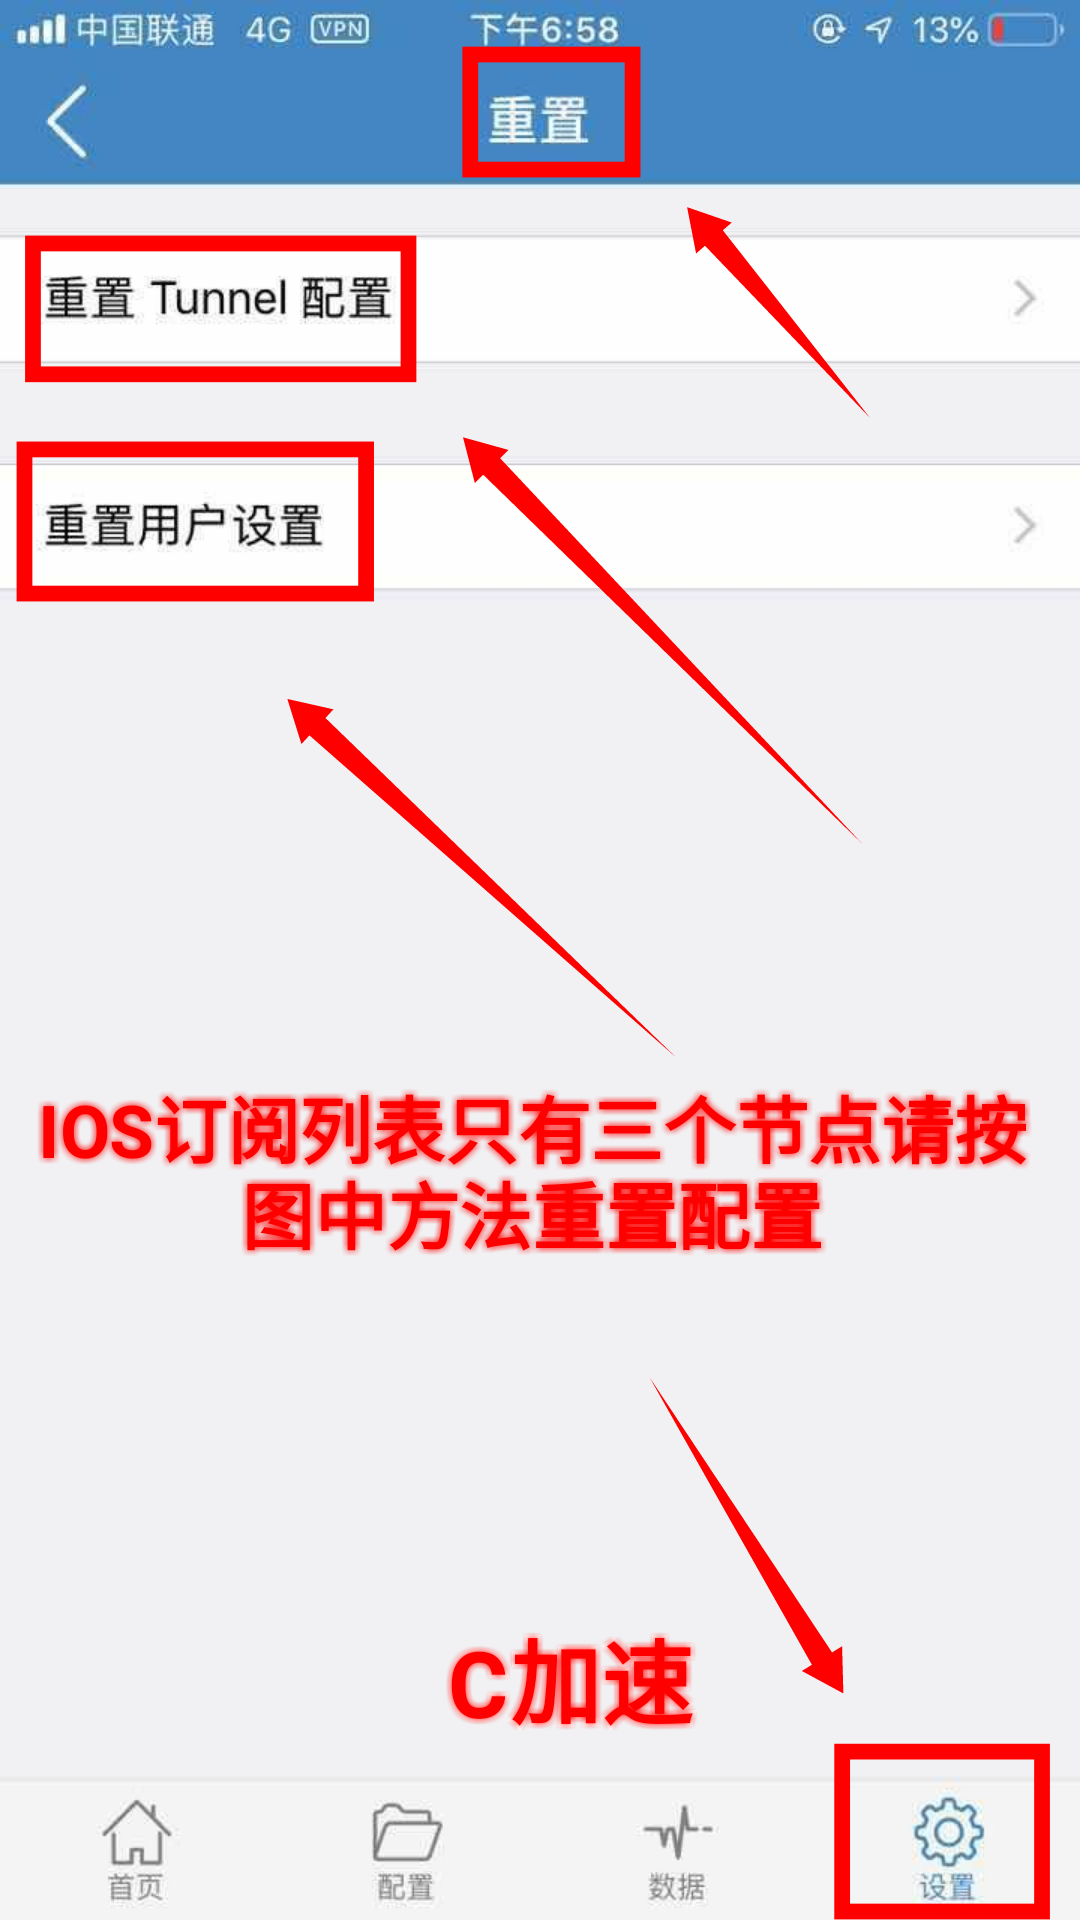 中国联通 4G VPN 下午6:58 13%
重置
重置 Tunnel 配置
重置用户设置
IOS订阅列表只有三个节点请按
图中方法重置配置
C加速
首页 配置 数据 设置